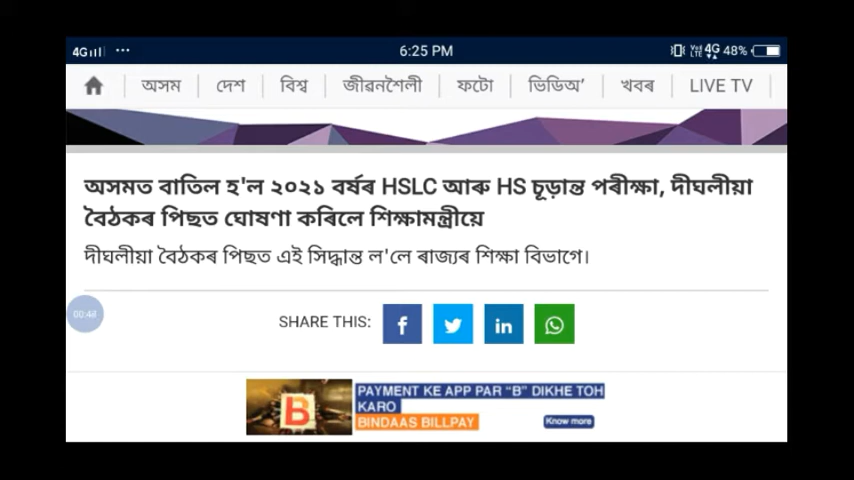 4G
6:25 PM
VoLTE 4G 48%
অসম
দেশ
বিশ্ব
জীৱনশৈলী
ফটো
ভিডিঅ’
খবৰ
LIVE TV
অসমত বাতিল হ'ল ২০২১ বৰ্ষৰ HSLC আৰু HS চূড়ান্ত পৰীক্ষা, দীঘলীয়া
বৈঠকৰ পিছত ঘোষণা কৰিলে শিক্ষামন্ত্ৰীয়ে
দীঘলীয়া বৈঠকৰ পিছত এই সিদ্ধান্ত ল'লে ৰাজ্যৰ শিক্ষা বিভাগে।
SHARE THIS:
PAYMENT KE APP PAR “B” DIKHE TOH
KARO
BINDAAS BILLPAY
Know more
B